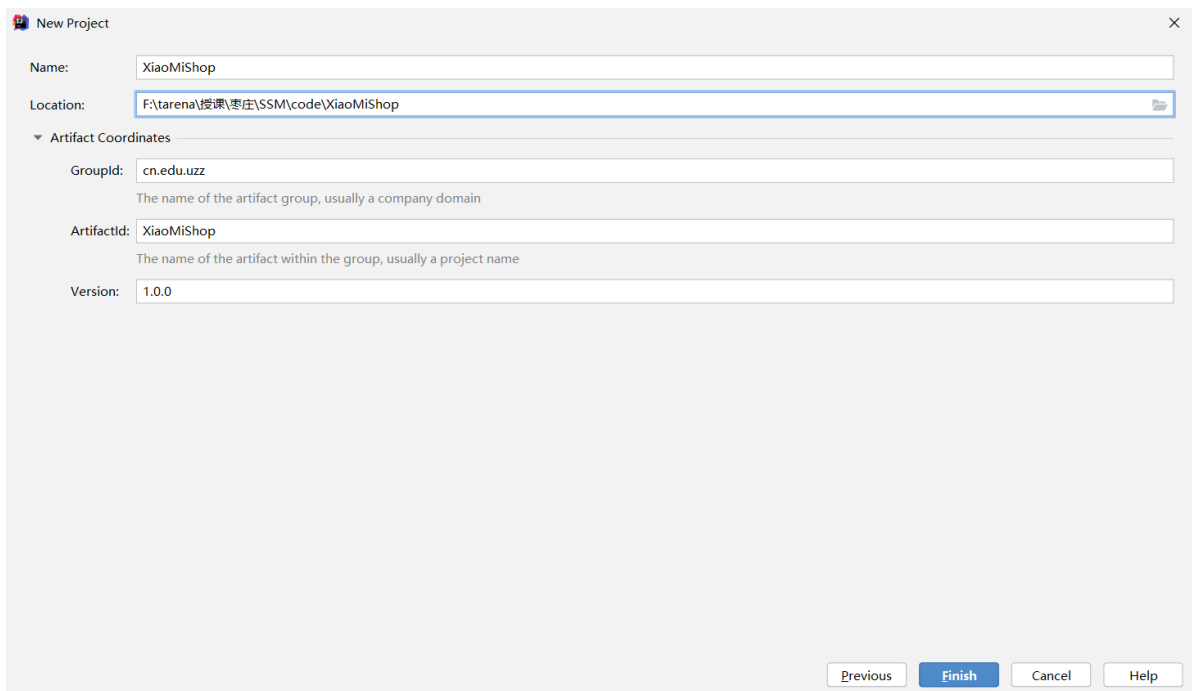 New Project
Name: XiaoMiShop
Location: F:\tarena\授课\枣庄\SSM\code\XiaoMiShop
Artifact Coordinates
GroupId: cn.edu.uzz
The name of the artifact group, usually a company domain
ArtifactId: XiaoMiShop
The name of the artifact within the group, usually a project name
Version: 1.0.0
Previous Finish Cancel Help